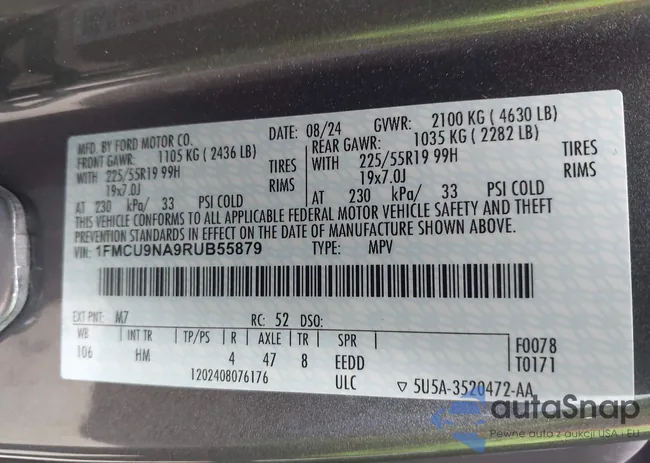 MFD. BY FORD MOTOR CO.
DATE: 08/24 GVWR: 2100 KG ( 4630 LB)
FRONT GAWR: 1105 KG ( 2436 LB) REAR GAWR: 1035 KG ( 2282 LB)
WITH 225/55R19 99H TIRES WITH 225/55R19 99H TIRES
19x7.0J RIMS 19x7.0J RIMS
AT 230 kPa/ 33 PSI COLD AT 230 kPa/ 33 PSI COLD
THIS VEHICLE CONFORMS TO ALL APPLICABLE FEDERAL MOTOR VEHICLE SAFETY AND THEFT
PREVENTION STANDARDS IN EFFECT ON THE DATE OF MANUFACTURE SHOWN ABOVE.
VIN: 1FMCU9NA9RUB55879 TYPE: MPV
EXT PNT: M7 RC: 52 DSO:
WB INT TR TP/PS R AXLE TR SPR F0078
106 HM 4 47 8 EEDD T0171
1202408076176 ULC ▽ 5U5A-3520472-AA
autaSnap
Pewne auta z aukcji USA i EU